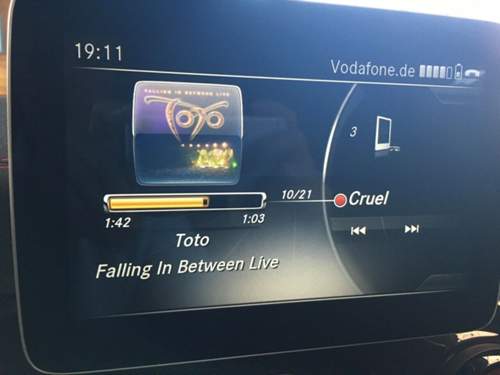 19:11
Vodafone.de
FALLING IN BETWEEN LIVE
TOTO
3
10/21
Cruel
1:42
1:03
Toto
Falling In Between Live